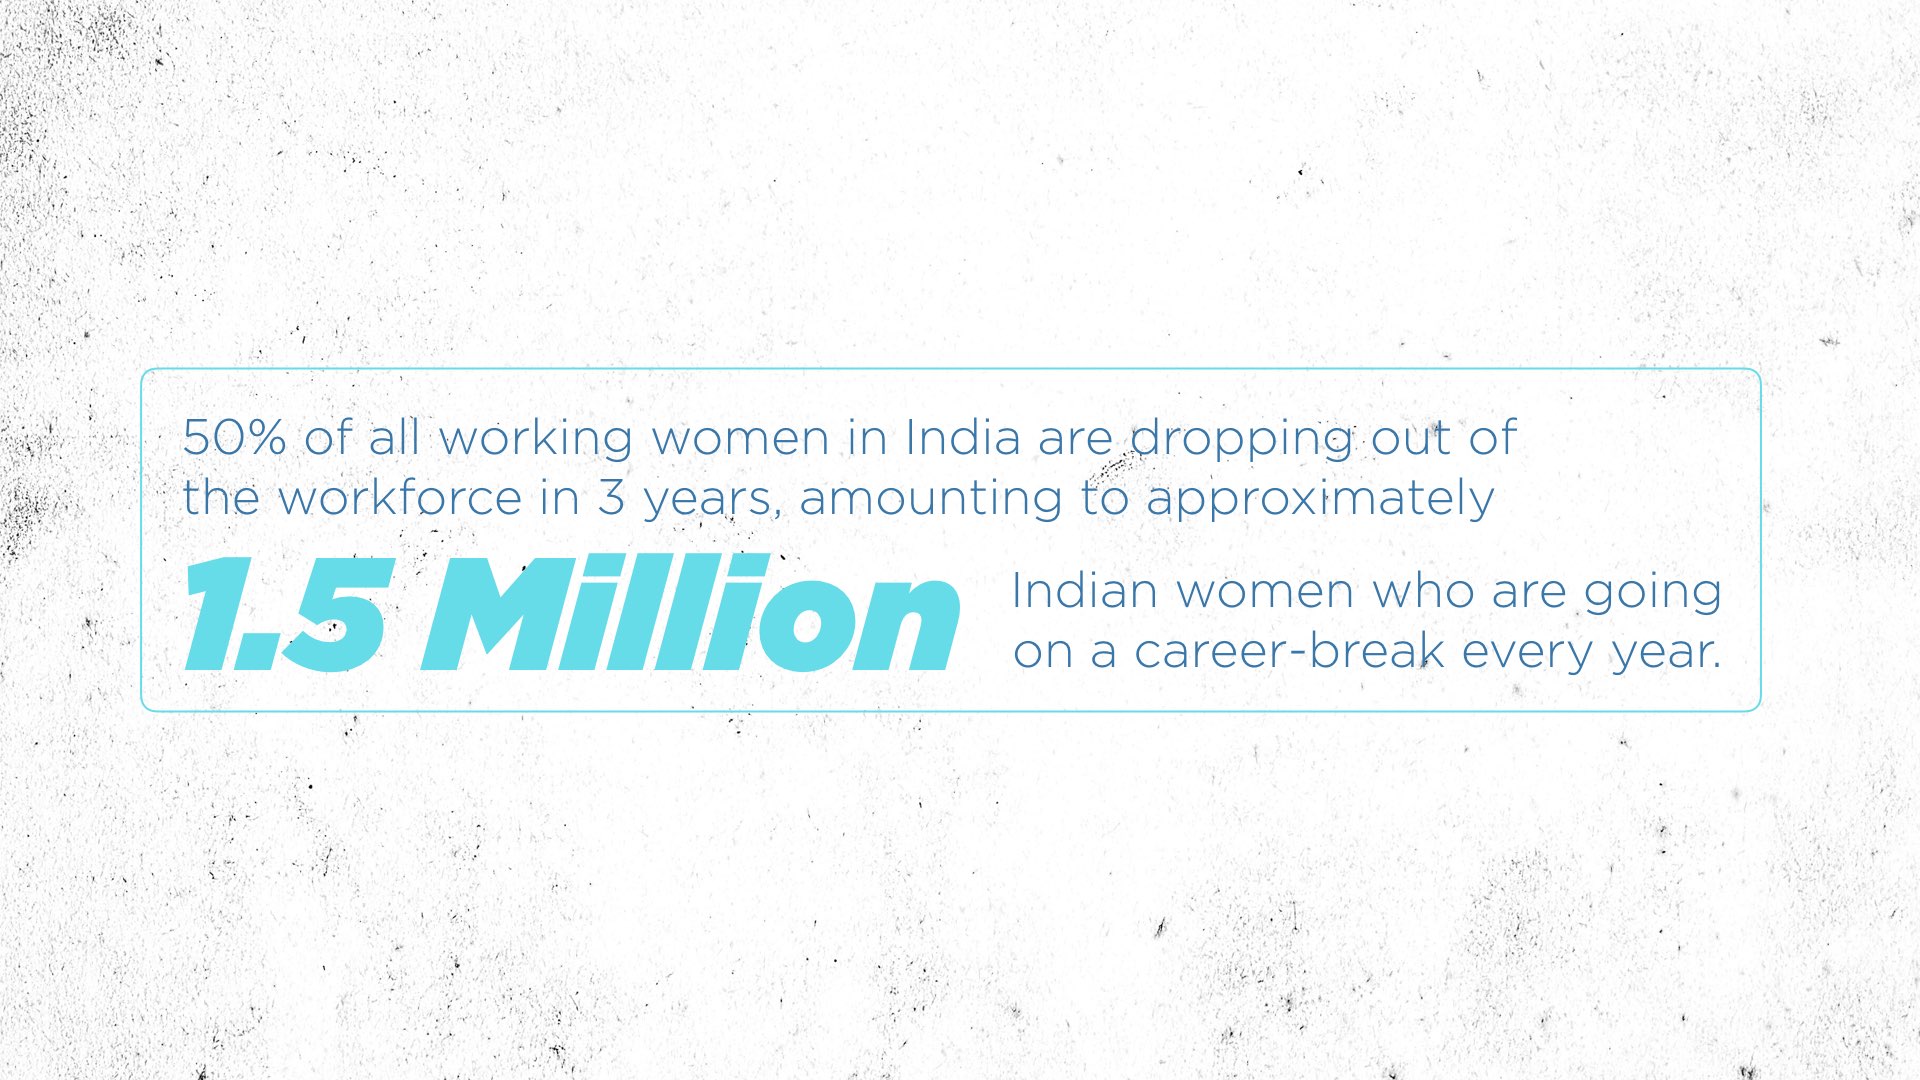 50% of all working women in India are dropping out of
the workforce in 3 years, amounting to approximately
1.5 Million
Indian women who are going
on a career-break every year.